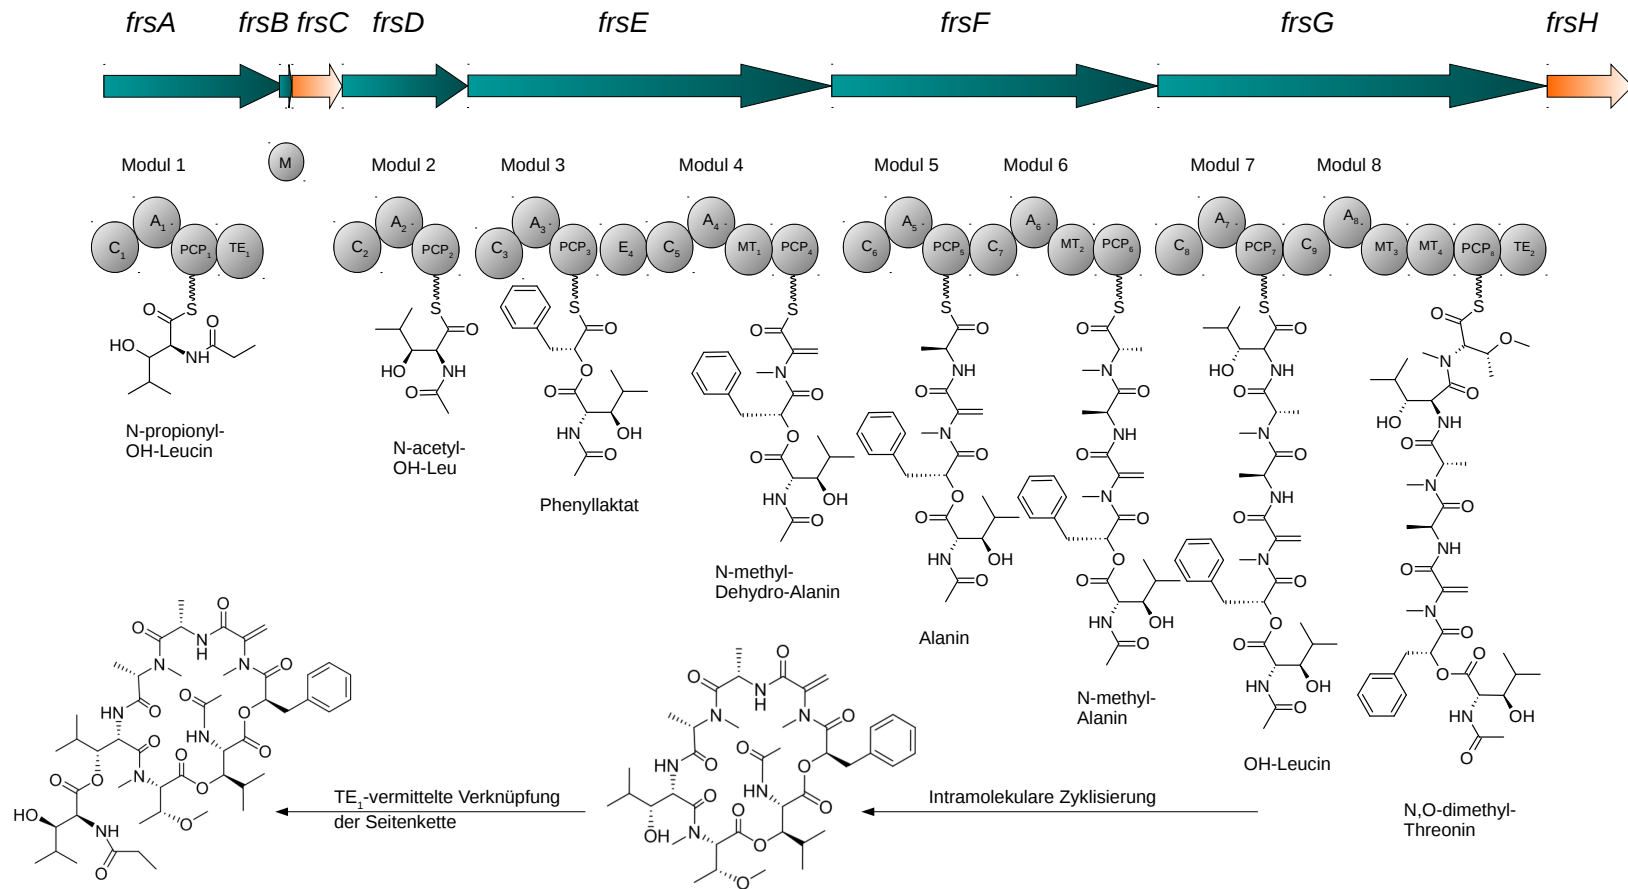 frsA frsB frsC frsD frsE frsF frsG frsH
M
Modul 1 Modul 2 Modul 3 Modul 4 Modul 5 Modul 6 Modul 7 Modul 8
C1 A1 PCP1 TE1 C2 A2 PCP2 C3 A3 PCP3 E4 C5 A4 MT1 PCP4 C6 A5 PCP5 C7 A6 MT2 PCP6 C8 A7 PCP7 C9 A8 MT3 MT4 PCP8 TE2
N-propionyl-
OH-Leucin
N-acetyl-
OH-Leu
Phenyllaktat
N-methyl-
Dehydro-Alanin
Alanin
N-methyl-
Alanin
OH-Leucin
N,O-dimethyl-
Threonin
Intramolekulare Zyklisierung
TE1-vermittelte Verknüpfung
der Seitenkette